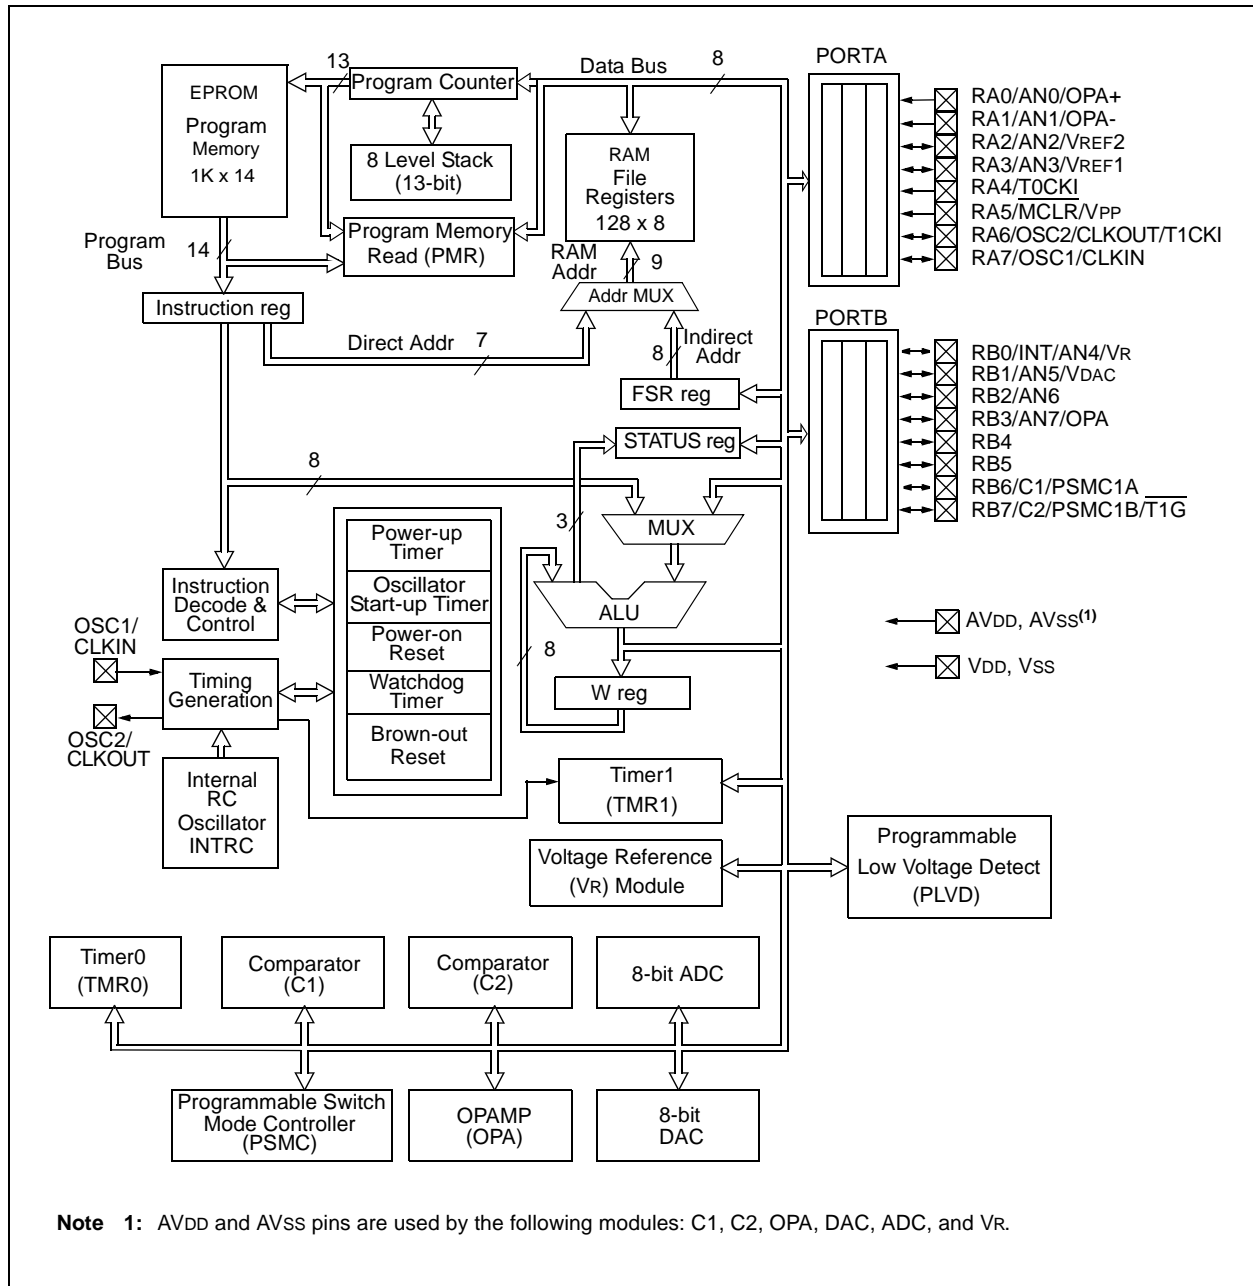 EPROM
Program
Memory
1K x 14
13
Program Counter
8 Level Stack
(13-bit)
Program Memory
Read (PMR)
Data Bus
8
RAM
File
Registers
128 x 8
RAM
Addr
9
Addr MUX
Program
Bus
14
Instruction reg
Direct Addr
7
8
Indirect
Addr
FSR reg
STATUS reg
8
3
MUX
ALU
8
W reg
PORTA
RA0/AN0/OPA+
RA1/AN1/OPA-
RA2/AN2/VREF2
RA3/AN3/VREF1
RA4/T0CKI
RA5/MCLR/VPP
RA6/OSC2/CLKOUT/T1CKI
RA7/OSC1/CLKIN
PORTB
RB0/INT/AN4/VR
RB1/AN5/VDAC
RB2/AN6
RB3/AN7/OPA
RB4
RB5
RB6/C1/PSMC1A
RB7/C2/PSMC1B/T1G
AVDD, AVSS(1)
VDD, VSS
Instruction
Decode &
Control
OSC1/
CLKIN
Timing
Generation
OSC2/
CLKOUT
Internal
RC
Oscillator
INTRC
Power-up
Timer
Oscillator
Start-up Timer
Power-on
Reset
Watchdog
Timer
Brown-out
Reset
Timer1
(TMR1)
Voltage Reference
(VR) Module
Programmable
Low Voltage Detect
(PLVD)
Timer0
(TMR0)
Comparator
(C1)
Comparator
(C2)
8-bit ADC
Programmable Switch
Mode Controller
(PSMC)
OPAMP
(OPA)
8-bit
DAC
Note 1: AVDD and AVSS pins are used by the following modules: C1, C2, OPA, DAC, ADC, and VR.